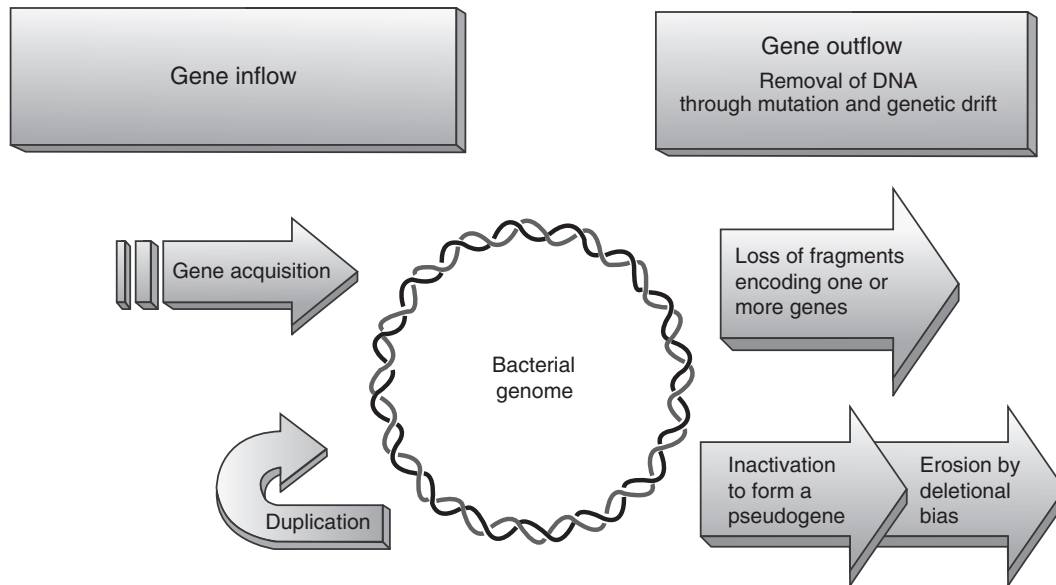 Gene inflow
Gene outflow
Removal of DNA
through mutation and genetic drift
Gene acquisition
Loss of fragments
encoding one or
more genes
Bacterial
genome
Duplication
Inactivation
to form a
pseudogene
Erosion by
deletional
bias